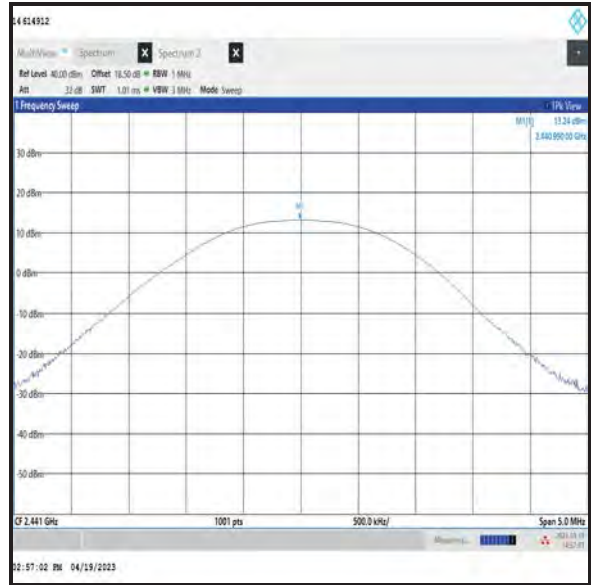 14 614912
MultiView Spectrum X Spectrum 2 X
Ref Level 40.00 dBm Offset 18.50 dB RBW 1 MHz
Att 32 dB SWT 1.01 ms VBW 3 MHz Mode Sweep
1 Frequency Sweep 1Pk View
M1[1] 13.24 dBm
2.440 990 00 GHz
30 dBm
20 dBm
M1
10 dBm
0 dBm
-10 dBm
-20 dBm
-30 dBm
-40 dBm
-50 dBm
CF 2.441 GHz 1001 pts 500.0 kHz/ Span 5.0 MHz
02:57:02 PM 04/19/2023